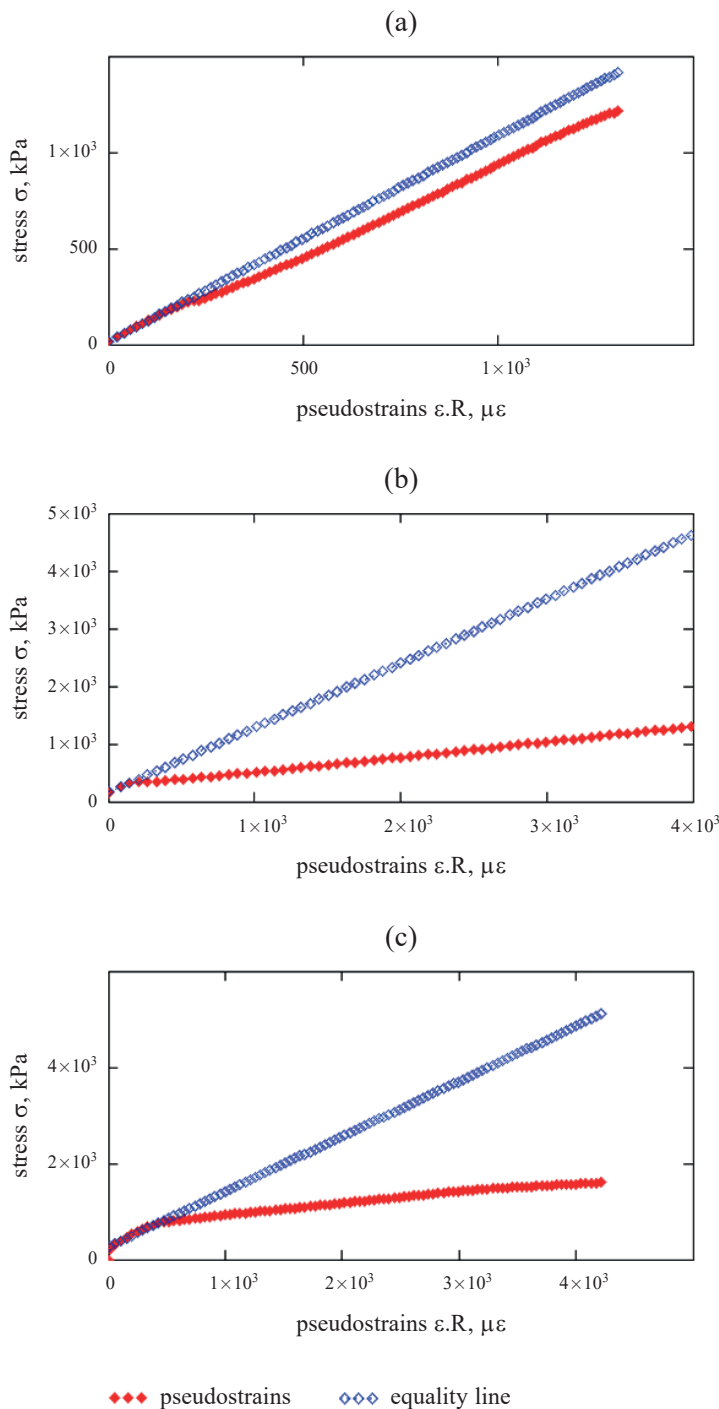 (a)
1×10³
500
0
stress σ, kPa
0 500 1×10³
pseudostrains ε.R, με
(b)
5×10³
4×10³
3×10³
2×10³
1×10³
0
stress σ, kPa
0 1×10³ 2×10³ 3×10³ 4×10³
pseudostrains ε.R, με
(c)
4×10³
2×10³
0
stress σ, kPa
0 1×10³ 2×10³ 3×10³ 4×10³
pseudostrains ε.R, με
pseudostrains equality line